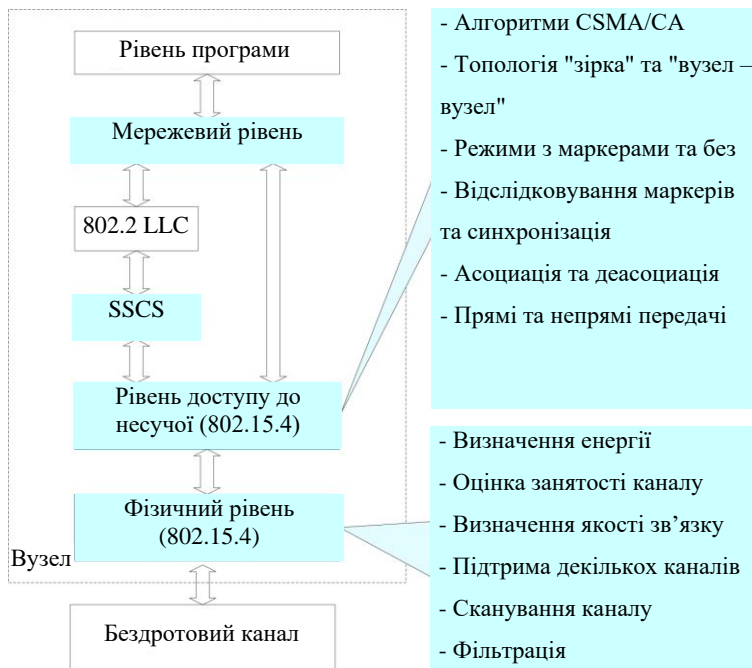 Рівень програми
Мережевий рівень
802.2 LLC
SSCS
Рівень доступу до
несучої (802.15.4)
Фізичний рівень
(802.15.4)
Вузел
Бездротовий канал
- Алгоритми CSMA/CA
- Топологія "зірка" та "вузел –
вузел"
- Режими з маркерами та без
- Відслідковування маркерів
та синхронізація
- Асоциація та деасоциація
- Прямі та непрямі передачі
- Визначення енергії
- Оцінка занятості каналу
- Визначення якості зв’язку
- Підтрима декількох каналів
- Сканування каналу
- Фільтрація